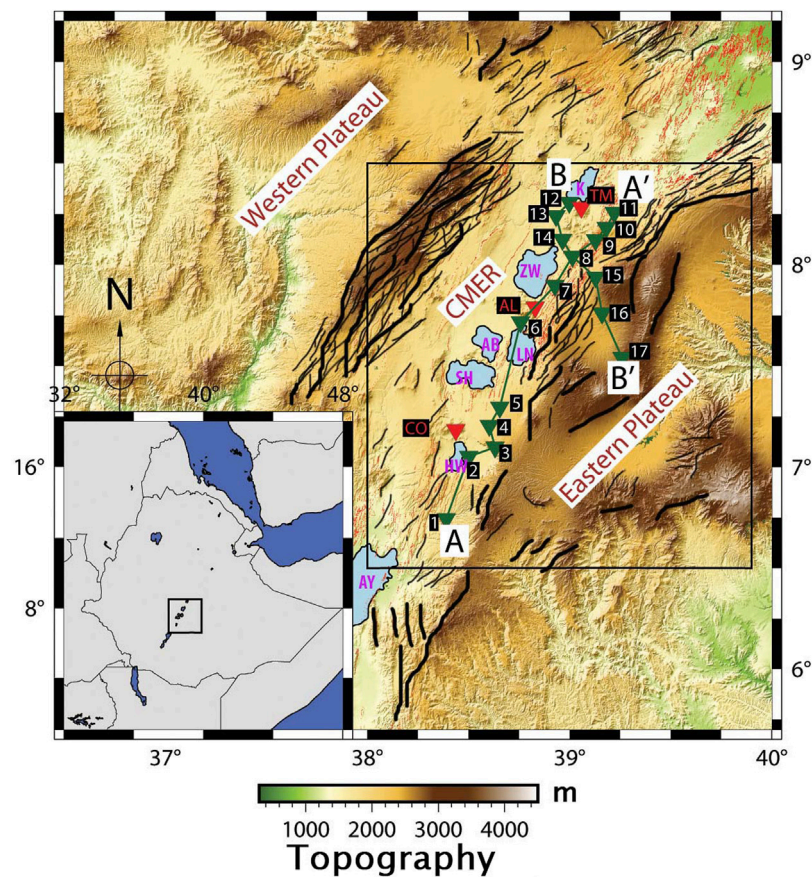 9°
Western Plateau
B
K
A'
12
TM
13
11
10
14
9
8°
8
ZW
15
CMER
7
N
AL
16
6
AB
LN
17
SH
B'
32°
40°
48°
5
CO
4
Eastern Plateau
16°
HW
3
7°
2
1
A
AY
8°
6°
37°
38°
39°
40°
m
1000
2000
3000
4000
Topography